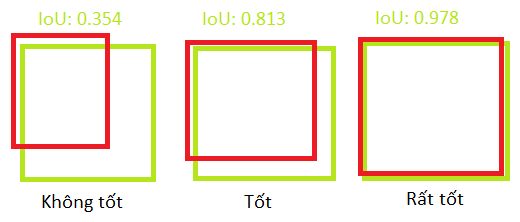 IoU: 0.354
IoU: 0.813
IoU: 0.978
Không tốt
Tốt
Rất tốt